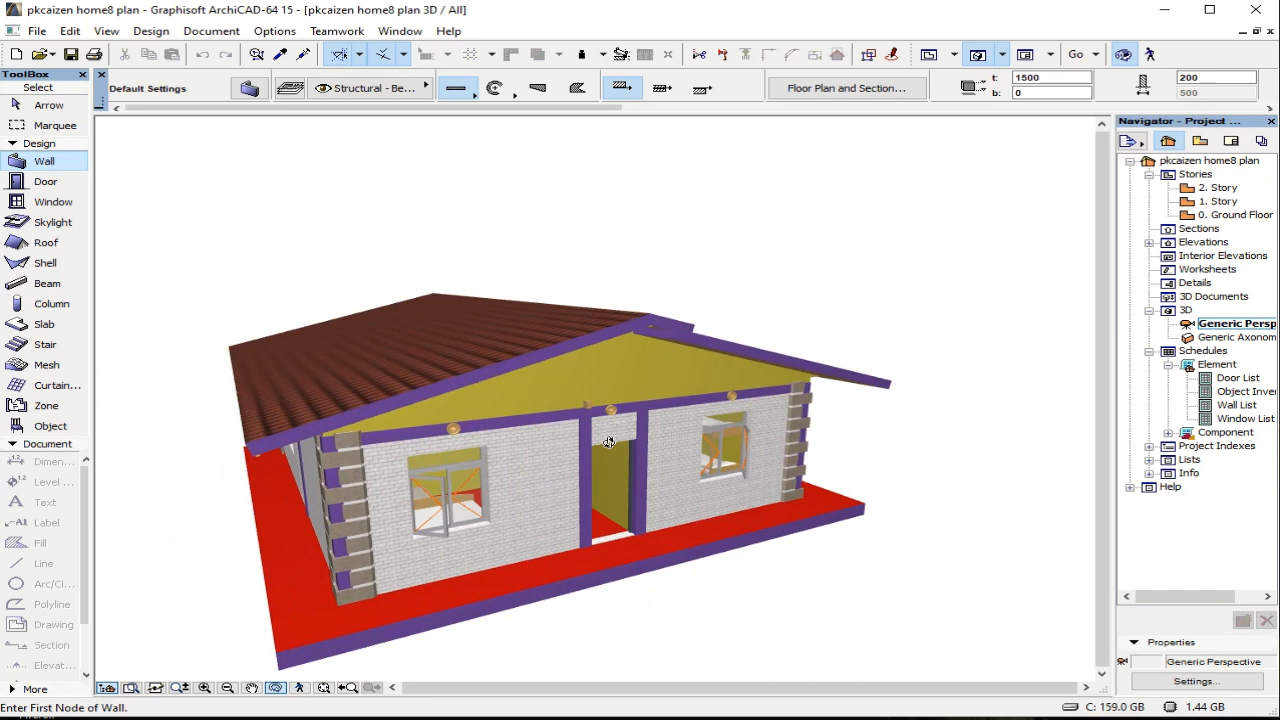 pkcaizen home8 plan - Graphisoft ArchiCAD-64 15 - [pkcaizen home8 plan 3D / All]
File Edit View Design Document Options Teamwork Window Help
Go
ToolBox
Select
Arrow
Marquee
Design
Wall
Door
Window
Skylight
Roof
Shell
Beam
Column
Slab
Stair
Mesh
Curtain...
Zone
Object
Document
Dimen...
Level ...
Text
Label
Fill
Line
Arc/Ci...
Polyline
Drawing
Section
Elevat...
More
Default Settings
Structural - Be...
Floor Plan and Section...
t: 1500
b: 0
200
500
Navigator - Project ...
pkcaizen home8 plan
Stories
2. Story
1. Story
0. Ground Floor
Sections
Elevations
Interior Elevations
Worksheets
Details
3D Documents
3D
Generic Persp
Generic Axonom
Schedules
Element
Door List
Object Inver
Wall List
Window List
Component
Project Indexes
Lists
Info
Help
Properties
Generic Perspective
Settings...
Enter First Node of Wall.
C: 159.0 GB
1.44 GB